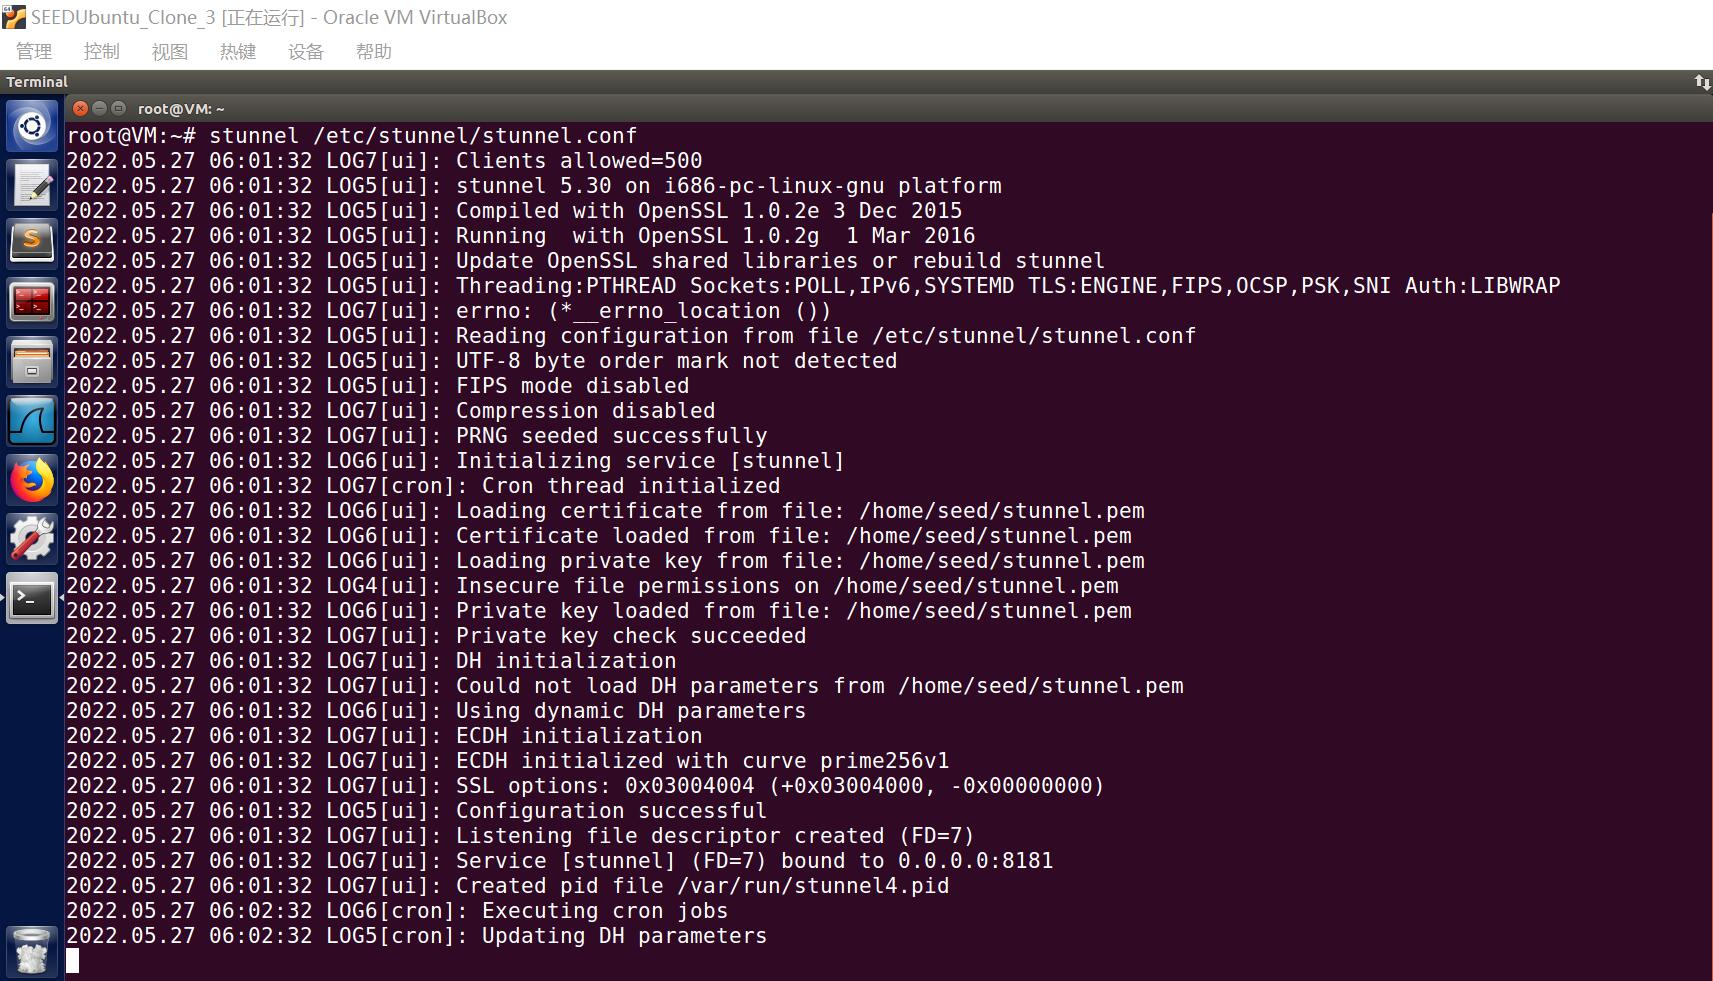 SEEDUbuntu_Clone_3 [正在运行] - Oracle VM VirtualBox
管理 控制 视图 热键 设备 帮助
Terminal
root@VM: ~
root@VM:~# stunnel /etc/stunnel/stunnel.conf
2022.05.27 06:01:32 LOG7[ui]: Clients allowed=500
2022.05.27 06:01:32 LOG5[ui]: stunnel 5.30 on i686-pc-linux-gnu platform
2022.05.27 06:01:32 LOG5[ui]: Compiled with OpenSSL 1.0.2e 3 Dec 2015
2022.05.27 06:01:32 LOG5[ui]: Running  with OpenSSL 1.0.2g  1 Mar 2016
2022.05.27 06:01:32 LOG5[ui]: Update OpenSSL shared libraries or rebuild stunnel
2022.05.27 06:01:32 LOG5[ui]: Threading:PTHREAD Sockets:POLL,IPv6,SYSTEMD TLS:ENGINE,FIPS,OCSP,PSK,SNI Auth:LIBWRAP
2022.05.27 06:01:32 LOG7[ui]: errno: (*__errno_location ())
2022.05.27 06:01:32 LOG5[ui]: Reading configuration from file /etc/stunnel/stunnel.conf
2022.05.27 06:01:32 LOG5[ui]: UTF-8 byte order mark not detected
2022.05.27 06:01:32 LOG5[ui]: FIPS mode disabled
2022.05.27 06:01:32 LOG7[ui]: Compression disabled
2022.05.27 06:01:32 LOG7[ui]: PRNG seeded successfully
2022.05.27 06:01:32 LOG6[ui]: Initializing service [stunnel]
2022.05.27 06:01:32 LOG7[cron]: Cron thread initialized
2022.05.27 06:01:32 LOG6[ui]: Loading certificate from file: /home/seed/stunnel.pem
2022.05.27 06:01:32 LOG6[ui]: Certificate loaded from file: /home/seed/stunnel.pem
2022.05.27 06:01:32 LOG6[ui]: Loading private key from file: /home/seed/stunnel.pem
2022.05.27 06:01:32 LOG4[ui]: Insecure file permissions on /home/seed/stunnel.pem
2022.05.27 06:01:32 LOG6[ui]: Private key loaded from file: /home/seed/stunnel.pem
2022.05.27 06:01:32 LOG7[ui]: Private key check succeeded
2022.05.27 06:01:32 LOG7[ui]: DH initialization
2022.05.27 06:01:32 LOG7[ui]: Could not load DH parameters from /home/seed/stunnel.pem
2022.05.27 06:01:32 LOG6[ui]: Using dynamic DH parameters
2022.05.27 06:01:32 LOG7[ui]: ECDH initialization
2022.05.27 06:01:32 LOG7[ui]: ECDH initialized with curve prime256v1
2022.05.27 06:01:32 LOG7[ui]: SSL options: 0x03004004 (+0x03004000, -0x00000000)
2022.05.27 06:01:32 LOG5[ui]: Configuration successful
2022.05.27 06:01:32 LOG7[ui]: Listening file descriptor created (FD=7)
2022.05.27 06:01:32 LOG7[ui]: Service [stunnel] (FD=7) bound to 0.0.0.0:8181
2022.05.27 06:01:32 LOG7[ui]: Created pid file /var/run/stunnel4.pid
2022.05.27 06:02:32 LOG6[cron]: Executing cron jobs
2022.05.27 06:02:32 LOG5[cron]: Updating DH parameters